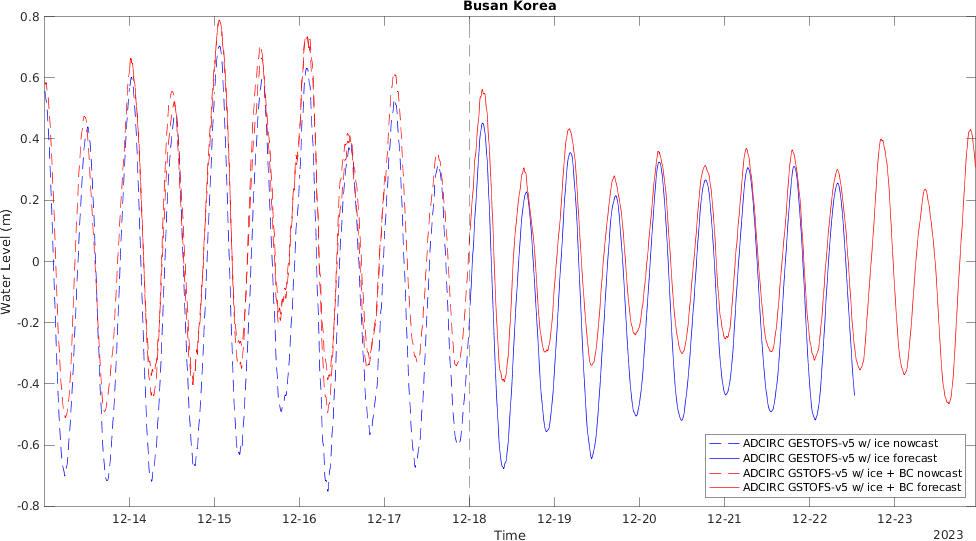 Busan Korea
0.8
0.6
0.4
0.2
0
-0.2
-0.4
-0.6
-0.8
Water Level (m)
12-14
12-15
12-16
12-17
12-18
12-19
12-20
12-21
12-22
12-23
Time
2023
ADCIRC GESTOFS-v5 w/ ice nowcast
ADCIRC GESTOFS-v5 w/ ice forecast
ADCIRC GSTOFS-v5 w/ ice + BC nowcast
ADCIRC GSTOFS-v5 w/ ice + BC forecast